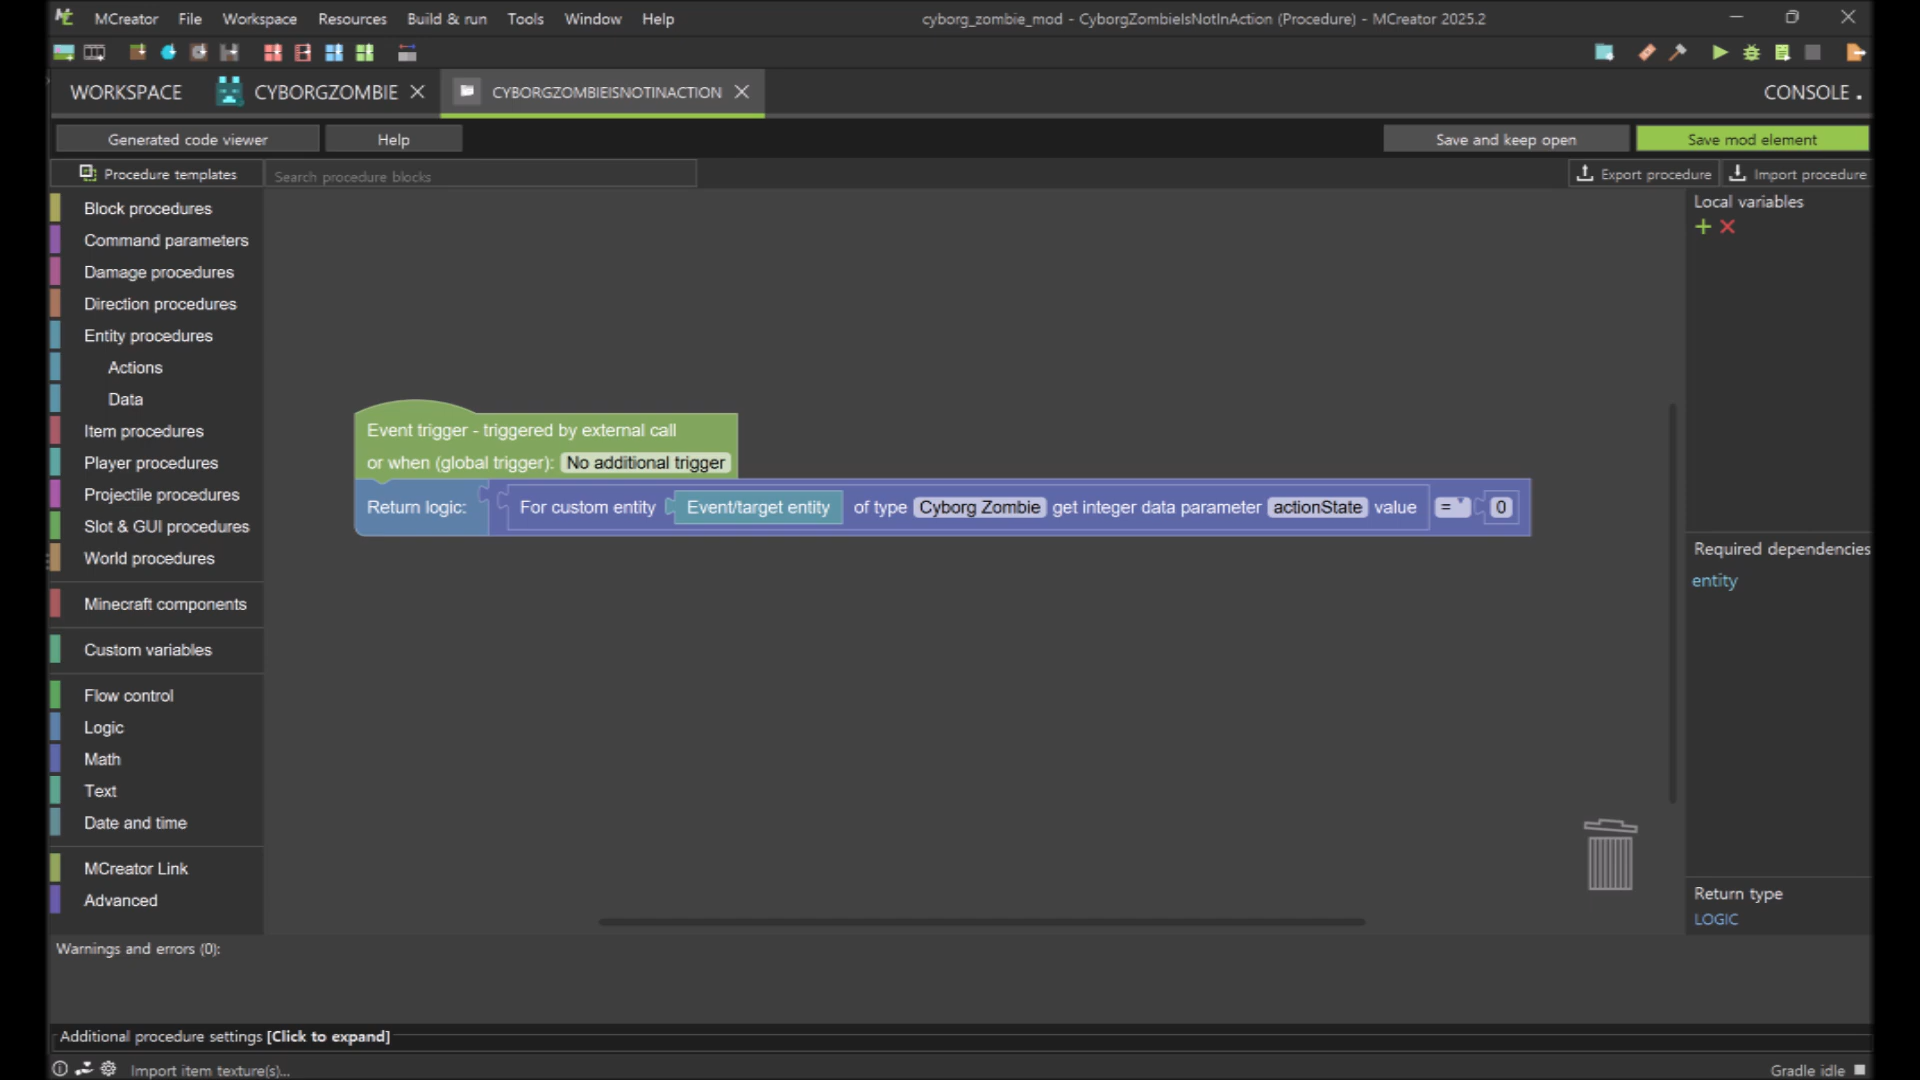 MCreator File Workspace Resources Build & run Tools Window Help cyborg_zombie_mod - CyborgZombieIsNotInAction (Procedure) - MCreator 2025.2
WORKSPACE CYBORGZOMBIE CYBORGZOMBIEISNOTINACTION CONSOLE
Generated code viewer Help Save and keep open Save mod element
Procedure templates Search procedure blocks Export procedure Import procedure
Local variables
Block procedures
Command parameters
Damage procedures
Direction procedures
Entity procedures
Actions
Data
Item procedures
Player procedures
Projectile procedures
Slot & GUI procedures
World procedures
Minecraft components
Custom variables
Flow control
Logic
Math
Text
Date and time
MCreator Link
Advanced
Event trigger - triggered by external call
or when (global trigger): No additional trigger
Return logic: For custom entity Event/target entity of type Cyborg Zombie get integer data parameter actionState value = 0
Required dependencies
entity
Return type
LOGIC
Warnings and errors (0):
Additional procedure settings [Click to expand]
Import item texture(s)... Gradle idle